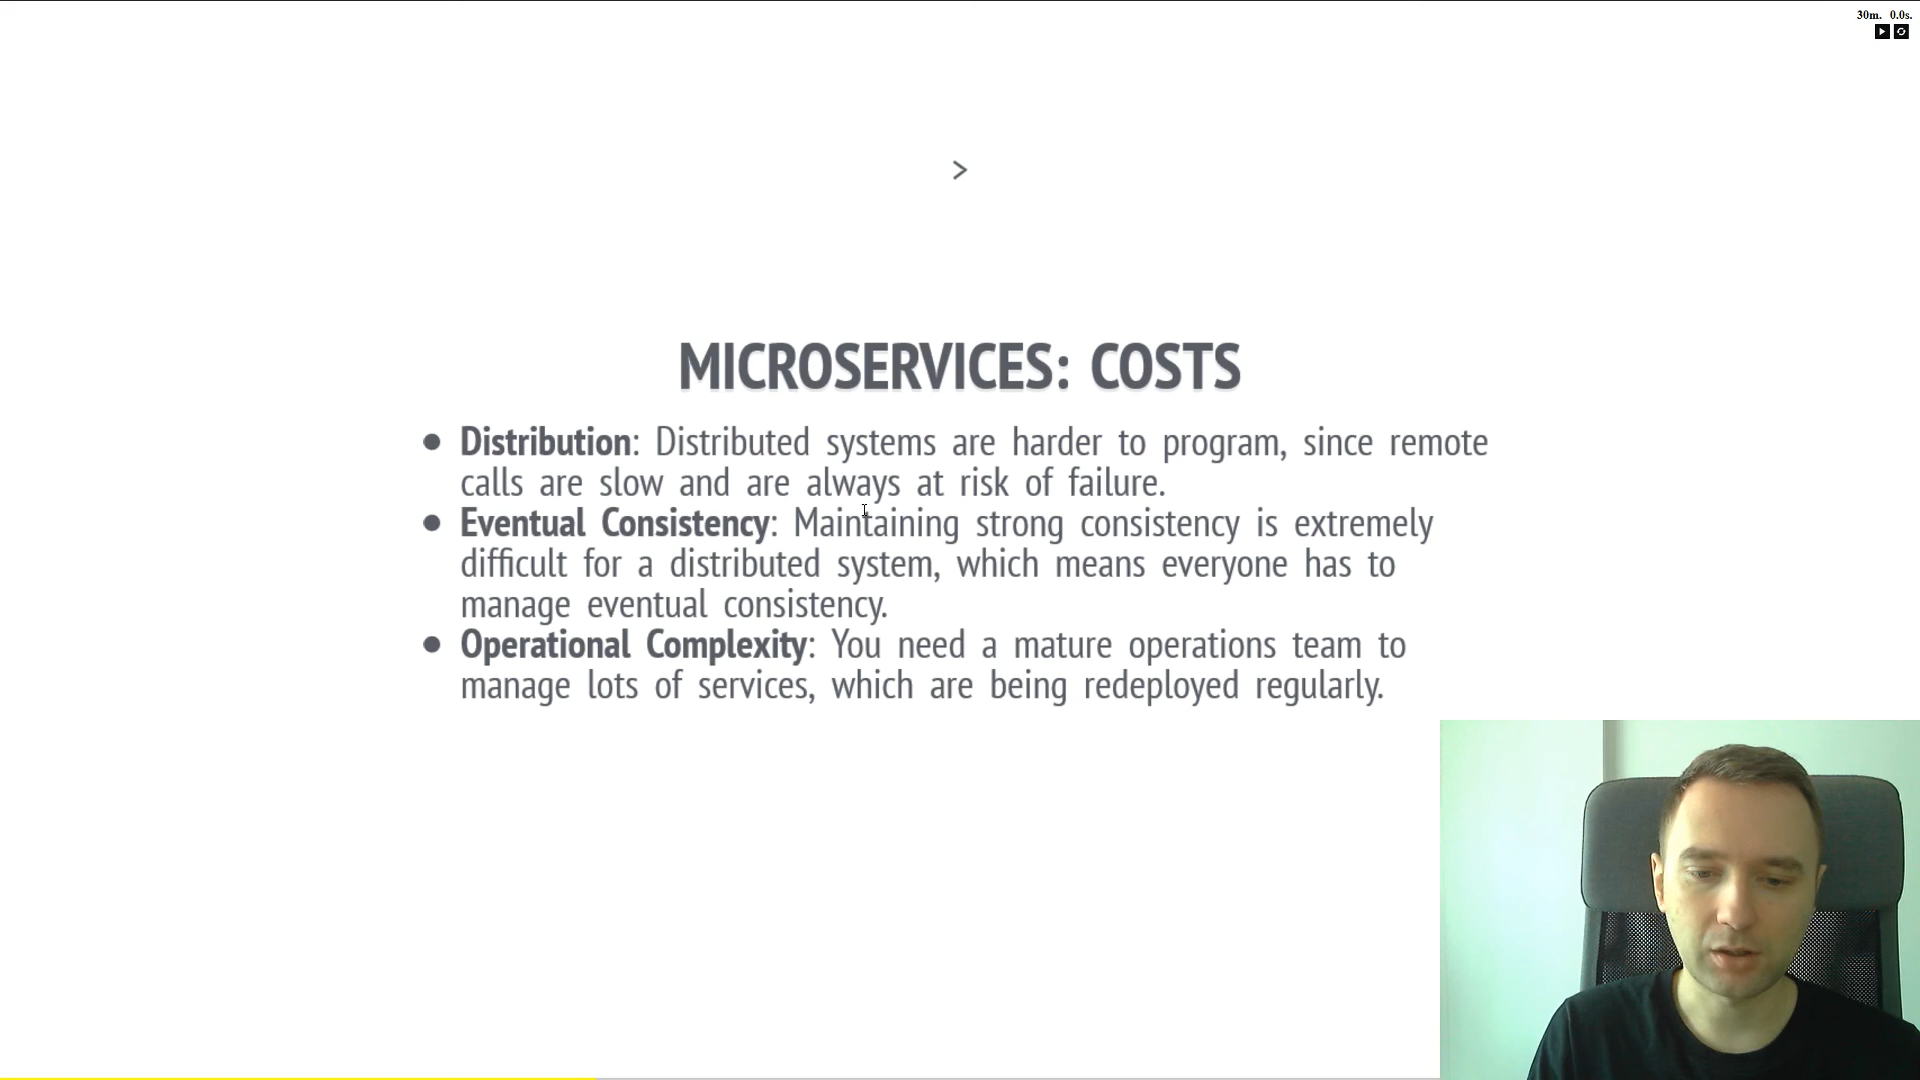 30m. 0.0s.
>
MICROSERVICES: COSTS
• Distribution: Distributed systems are harder to program, since remote
calls are slow and are always at risk of failure.
• Eventual Consistency: Maintaining strong consistency is extremely
difficult for a distributed system, which means everyone has to
manage eventual consistency.
• Operational Complexity: You need a mature operations team to
manage lots of services, which are being redeployed regularly.